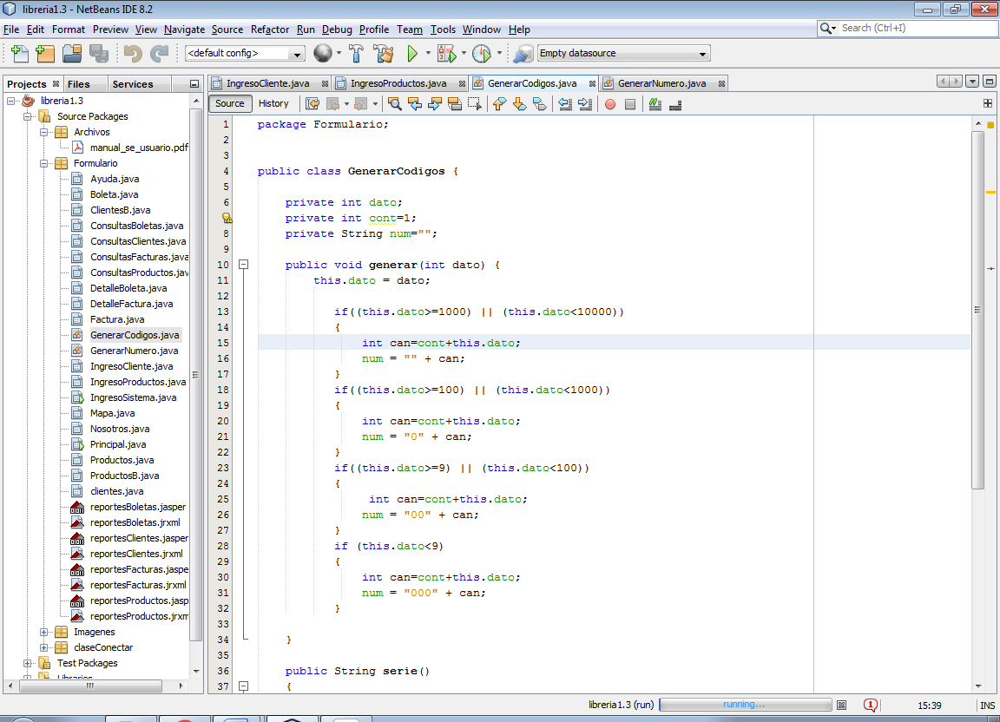 libreria1.3 - NetBeans IDE 8.2
File Edit Format Preview View Navigate Source Refactor Run Debug Profile Team Tools Window Help
Search (Ctrl+I)
<default config>
Empty datasource
Projects Files Services
libreria1.3
Source Packages
Archivos
manual_se_usuario.pdf
Formulario
Ayuda.java
Boleta.java
ClientesB.java
ConsultasBoletas.java
ConsultasClientes.java
ConsultasFacturas.java
ConsultasProductos.jav
DetalleBoleta.java
DetalleFactura.java
Factura.java
GenerarCodigos.java
GenerarNumero.java
IngresoCliente.java
IngresoProductos.java
IngresoSistema.java
Mapa.java
Nosotros.java
Principal.java
Productos.java
ProductosB.java
clientes.java
reportesBoletas.jasper
reportesBoletas.jrxml
reportesClientes.jasper
reportesClientes.jrxml
reportesFacturas.jaspe
reportesFacturas.jrxml
reportesProductos.jasp
reportesProductos.jrxm
Imagenes
claseConectar
Test Packages
Libraries
IngresoCliente.java IngresoProductos.java GenerarCodigos.java GenerarNumero.java
Source History
1 package Formulario;
2
3
4 public class GenerarCodigos {
5
6 private int dato;
private int cont=1;
8 private String num="";
9
10 public void generar(int dato) {
11 this.dato = dato;
12
13 if((this.dato>=1000) || (this.dato<10000))
14 {
15 int can=cont+this.dato;
16 num = "" + can;
17 }
18 if((this.dato>=100) || (this.dato<1000))
19 {
20 int can=cont+this.dato;
21 num = "0" + can;
22 }
23 if((this.dato>=9) || (this.dato<100))
24 {
25 int can=cont+this.dato;
26 num = "00" + can;
27 }
28 if (this.dato<9)
29 {
30 int can=cont+this.dato;
31 num = "000" + can;
32 }
33
34 }
35
36 public String serie()
37 {
libreria1.3 (run) running... 1 15:39 INS